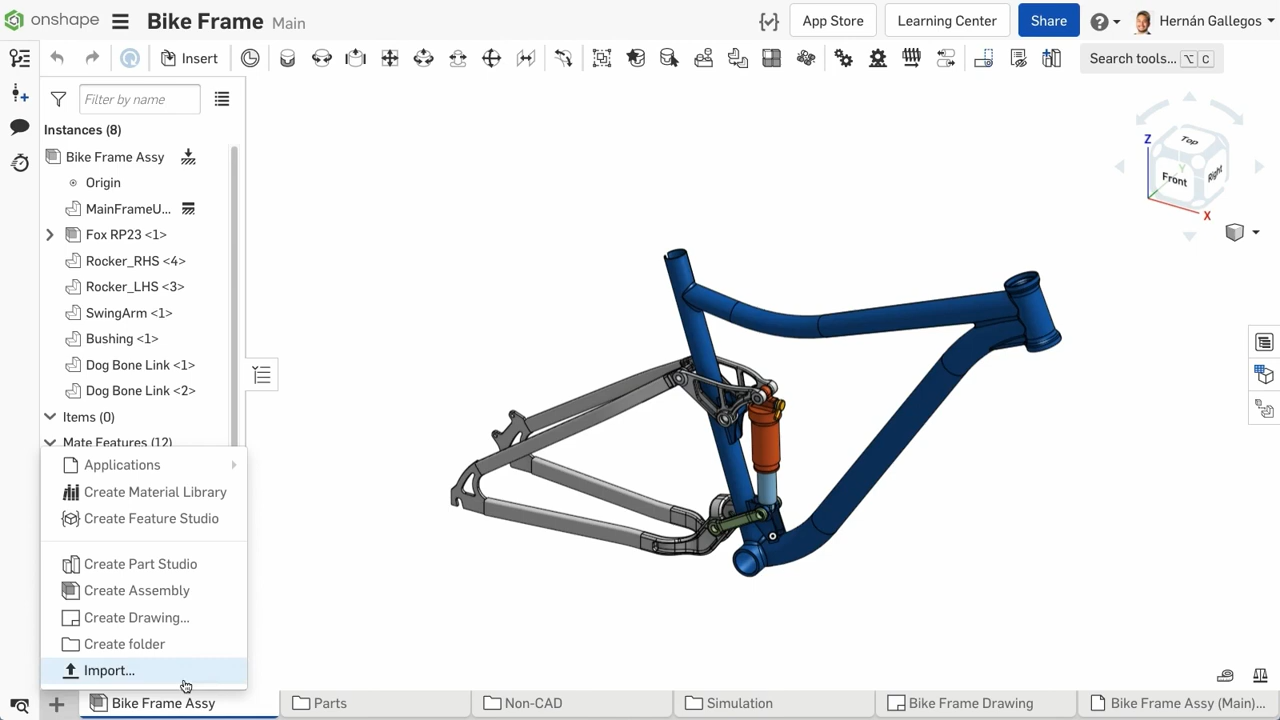 onshape
Bike Frame Main
App Store
Learning Center
Share
Hernán Gallegos
Insert
Search tools... ⌥ C
Filter by name
Instances (8)
Bike Frame Assy
Origin
MainFrameU...
Fox RP23 <1>
Rocker_RHS <4>
Rocker_LHS <3>
SwingArm <1>
Bushing <1>
Dog Bone Link <1>
Dog Bone Link <2>
Items (0)
Mate Features (12)
Applications
Create Material Library
Create Feature Studio
Create Part Studio
Create Assembly
Create Drawing...
Create folder
Import...
Z
Top
Y
Front
Right
X
Bike Frame Assy
Parts
Non-CAD
Simulation
Bike Frame Drawing
Bike Frame Assy (Main)...